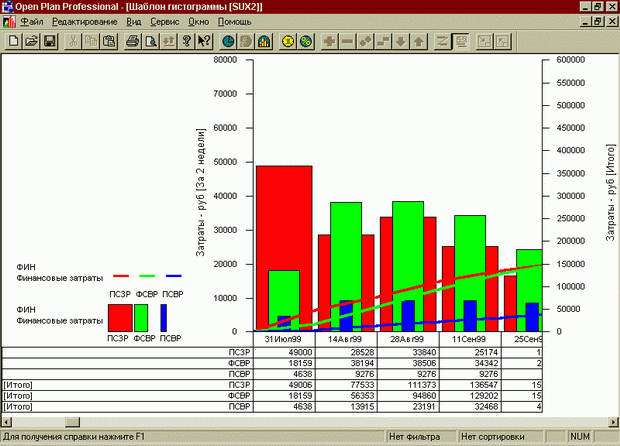 Open Plan Professional - [Шаблон гистограммы [SUX2]]
Файл Редактирование Вид Сервис Окно Помощь
80000
70000
60000
50000
40000
30000
20000
10000
0
Затраты - руб [За 2 недели]
600000
550000
500000
450000
400000
350000
300000
250000
200000
150000
100000
50000
0
Затраты - руб [Итого]
ФИН
Финансовые затраты
ПСЗР ФСВР ПСВР
ФИН
Финансовые затраты
ПСЗР ФСВР ПСВР
31Июл99 14Авг99 28Авг99 11Сен99 25Сен9
ПСЗР 49000 28528 33840 25174 1
ФСВР 18159 38194 38506 34342 2
ПСВР 4638 9276 9276 9276
[Итого] ПСЗР 49006 77533 111373 136547 15
[Итого] ФСВР 18159 56353 94860 129202 15
[Итого] ПСВР 4638 13915 23191 32468 4
Для получения справки нажмите F1 Нет фильтра Нет сортировки NUM